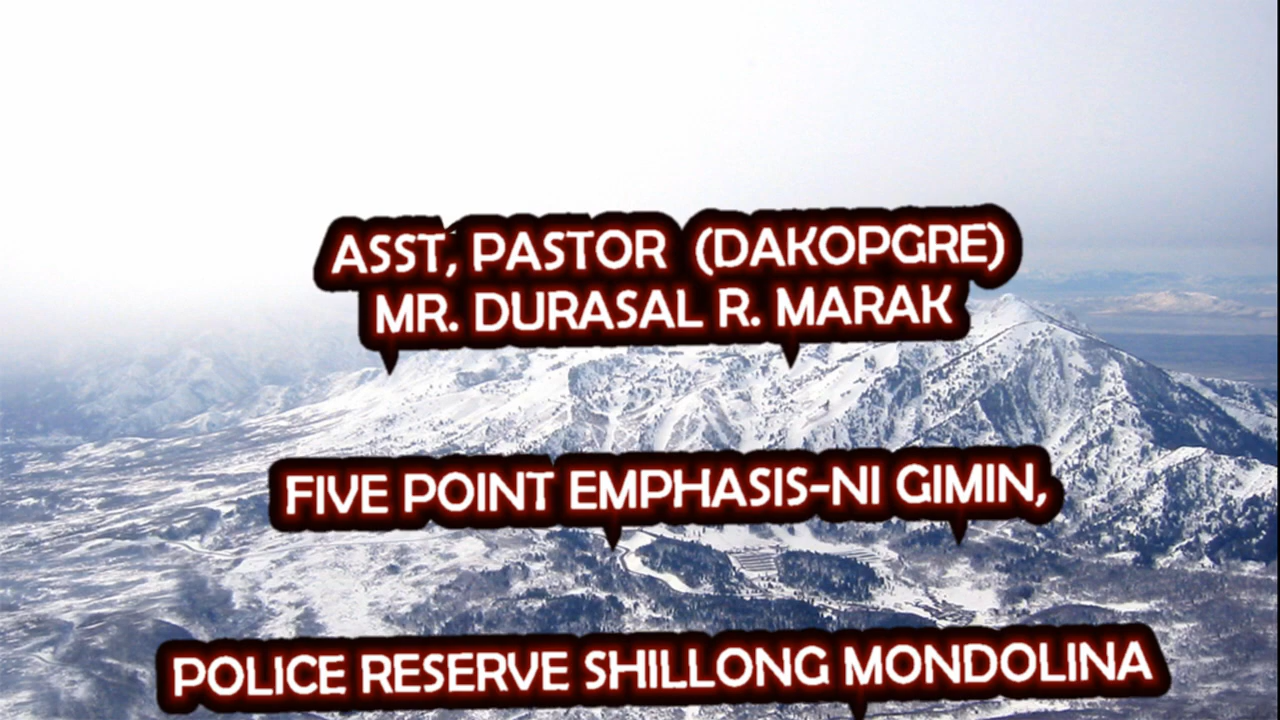 ASST, PASTOR (DAKOPGRE)
MR. DURASAL R. MARAK
FIVE POINT EMPHASIS-NI GIMIN,
POLICE RESERVE SHILLONG MONDOLINA